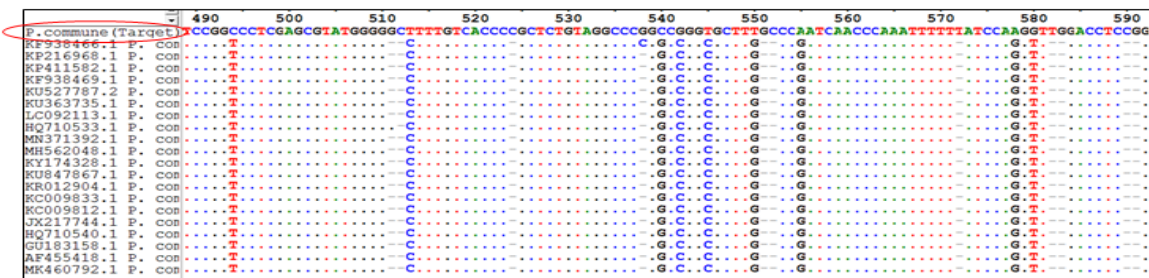 490 500 510 520 530 540 550 560 570 580 590
P.commune(Target) TCCGGCCCTCGAGCGTATGGGGGCTTTTGTCACCCCGCTCTGTAGGCCCGGCCGGGTGCTTTGCCCAATCAACCCAAATTTTTTATCCAAGGTTGGACCTCCGG
KF938466.1 P. com .....T................--C..........-............-C.G.C..C....G--..G................--.....G.T.--......--.
KP216968.1 P. com .....T................--C..........-............--.G.C..C....G--..G................--.....G.T.--......--.
KP411582.1 P. com .....T................--C..........-............--.G.C..C....G--..G................--.....G.T.--......--.
KF938469.1 P. com .....T................--C..........-............--.G.C..C....G--..G................--.....G.T.--......--.
KU527787.2 P. com .....T................--C..........-............--.G.C..C....G--..G................--.....G.T.--......--.
KU363735.1 P. com .....T................--C..........-............--.G.C..C....G--..G................--.....G.T.--......--.
LC092113.1 P. com .....T................--C..........-............--.G.C..C....G--..G................--.....G.T.--......--.
HQ710533.1 P. com .....T................--C..........-............--.G.C..C....G--..G................--.....G.T.--......--.
MN371392.1 P. com .....T................--C..........-............--.G.C..C....G--..G................--.....G.T.--......--.
MH562048.1 P. com .....T................--C..........-............--.G.C..C....G--..G................--.....G.T.--......--.
KY174328.1 P. com .....T................--C..........-............--.G.C..C....G--..G................--.....G.T.--......--.
KU847867.1 P. com .....T................--C..........-............--.G.C..C....G--..G................--.....G.T.--......--.
KR012904.1 P. com .....T................--C..........-............--.G.C..C....G--..G................--.....G.T.--......--.
KC009833.1 P. com .....T................--C..........-............--.G.C..C....G--..G................--.....G.T.--......--.
KC009812.1 P. com .....T................--C..........-............--.G.C..C....G--..G................--.....G.T.--......--.
JX217744.1 P. com .....T................--C..........-............--.G.C..C....G--..G................--.....G.T.--......--.
HQ710540.1 P. com .....T................--C..........-............--.G.C..C....G--..G................--.....G.T.--......--.
GU183158.1 P. com .....T................--C..........-............--.G.C..C....G--..G................--.....G.T.--......--.
AF455418.1 P. com .....T................--C..........-............--.G.C..C....G--..G................--.....G.T.--......--.
MK460792.1 P. com .....T................--C..........-............--.G.C..C....G--..G................--.....G.T.--......--.